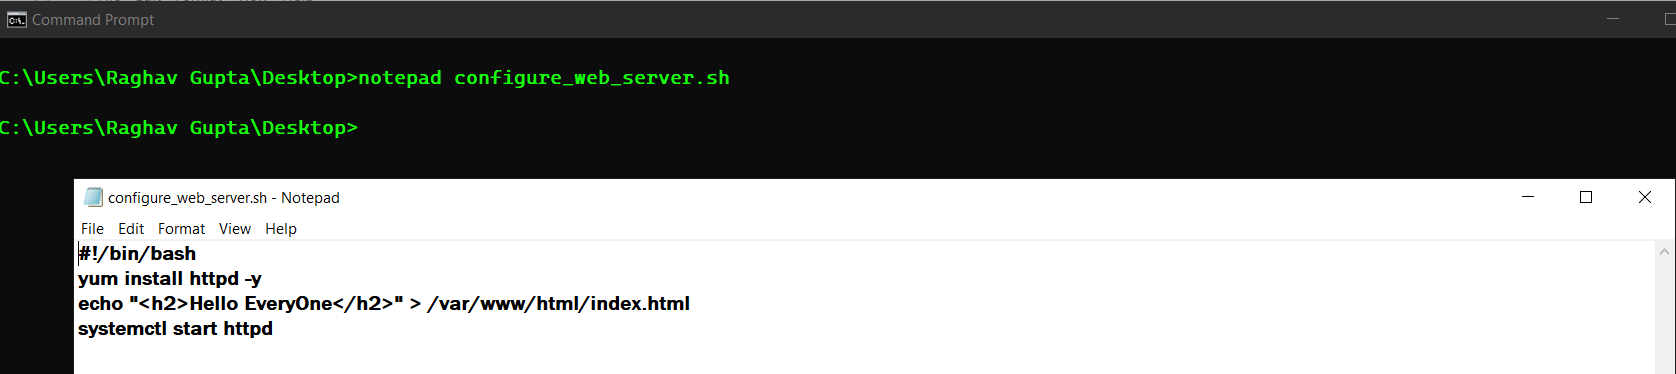 Command Prompt
C:\Users\Raghav Gupta\Desktop>notepad configure_web_server.sh
C:\Users\Raghav Gupta\Desktop>
configure_web_server.sh - Notepad
File Edit Format View Help
#!/bin/bash
yum install httpd -y
echo "<h2>Hello EveryOne</h2>" > /var/www/html/index.html
systemctl start httpd